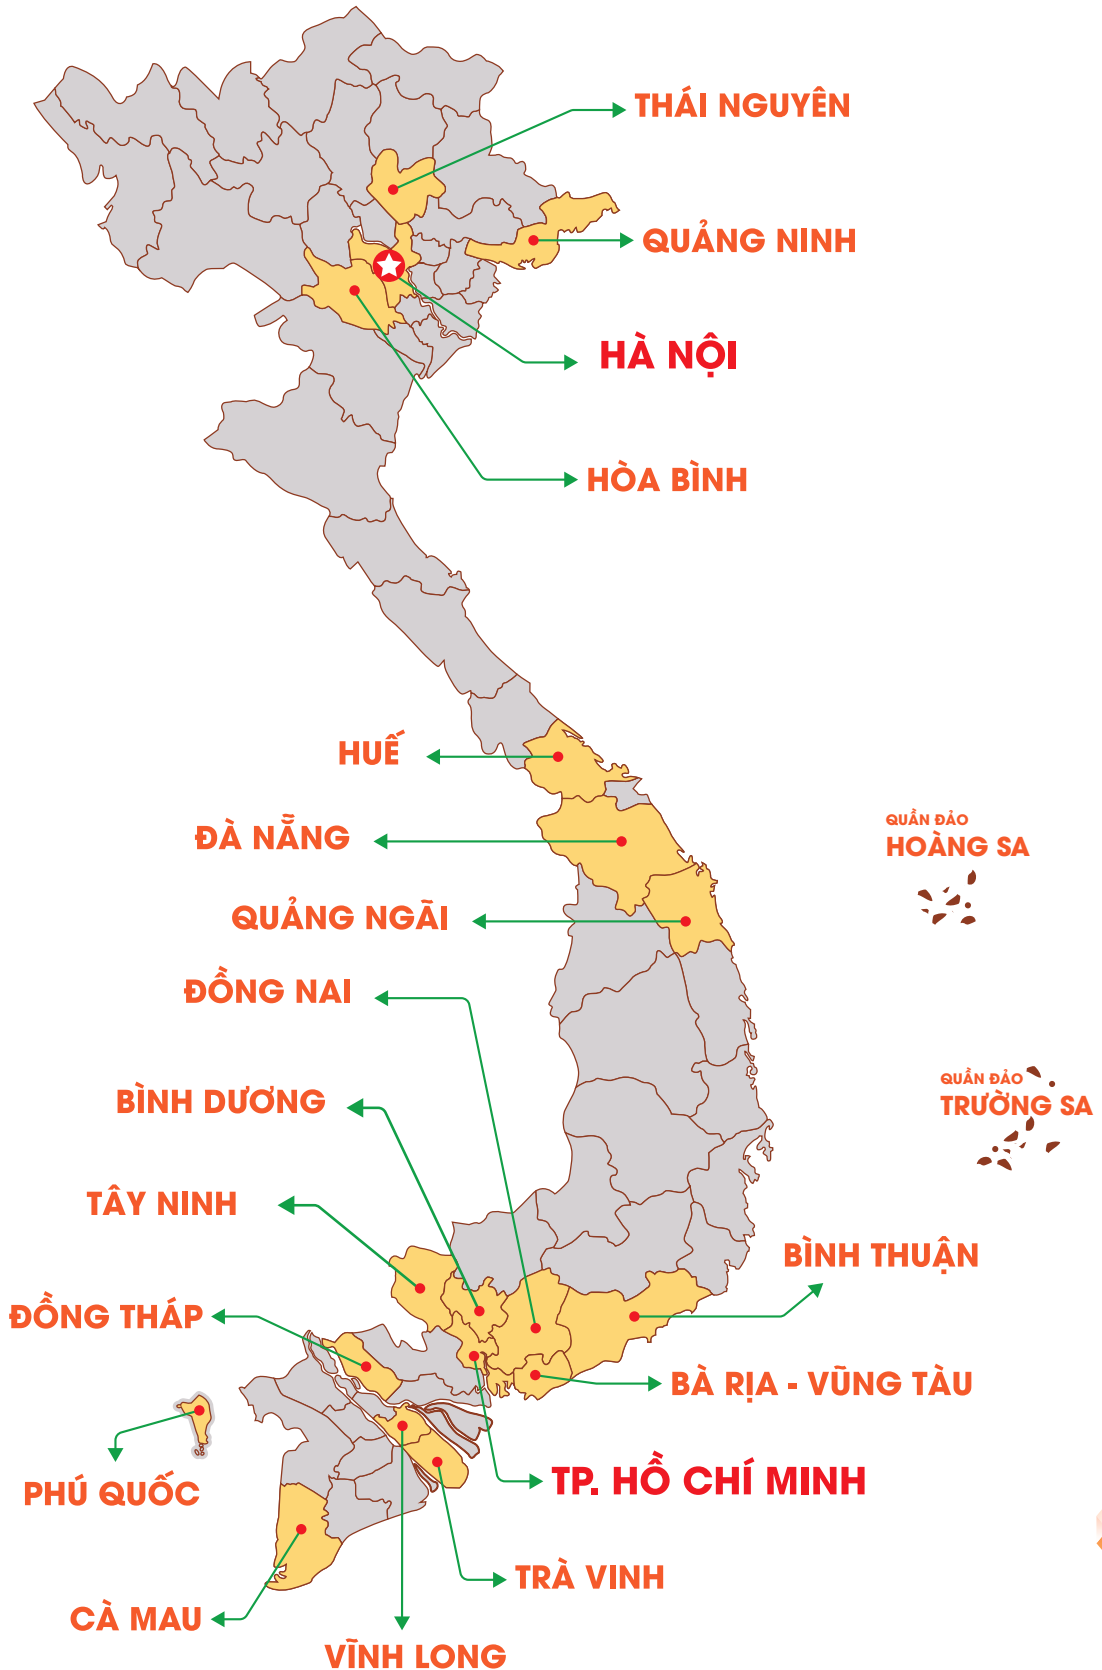 THÁI NGUYÊN
QUẢNG NINH
HÀ NỘI
HÒA BÌNH
HUẾ
ĐÀ NẴNG
QUẦN ĐẢO
HOÀNG SA
QUẢNG NGÃI
ĐỒNG NAI
QUẦN ĐẢO
TRƯỜNG SA
BÌNH DƯƠNG
TÂY NINH
BÌNH THUẬN
ĐỒNG THÁP
BÀ RỊA - VŨNG TÀU
PHÚ QUỐC
TP. HỒ CHÍ MINH
TRÀ VINH
CÀ MAU
VĨNH LONG